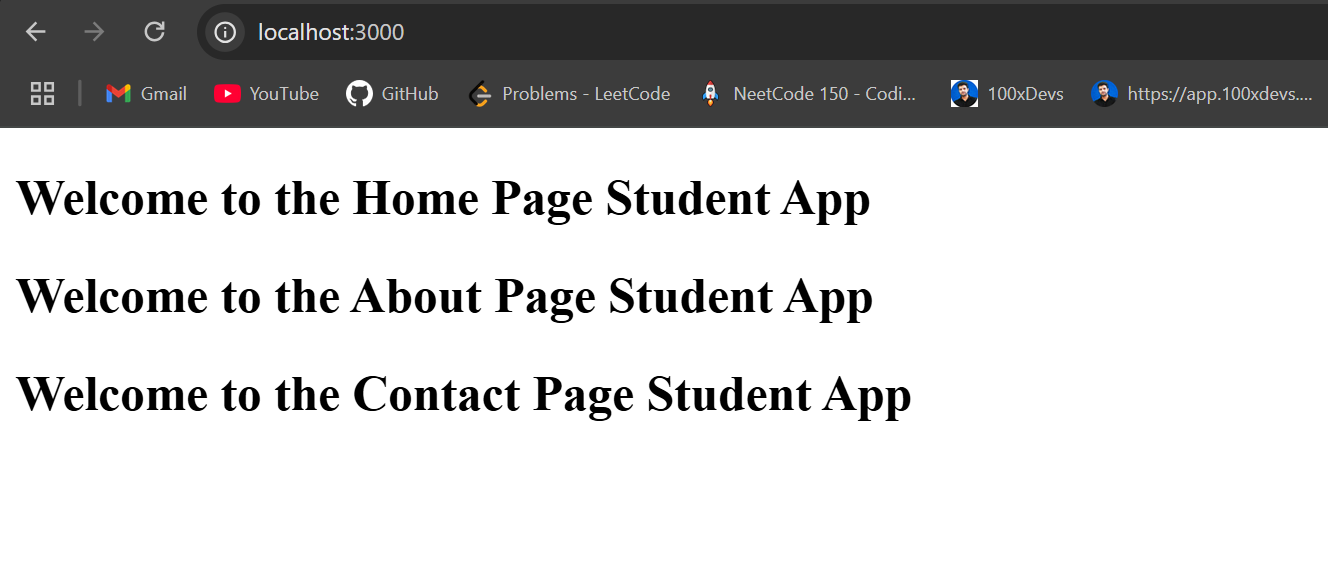 localhost:3000
Gmail YouTube GitHub Problems - LeetCode NeetCode 150 - Codi... 100xDevs https://app.100xdevs....
Welcome to the Home Page Student App
Welcome to the About Page Student App
Welcome to the Contact Page Student App